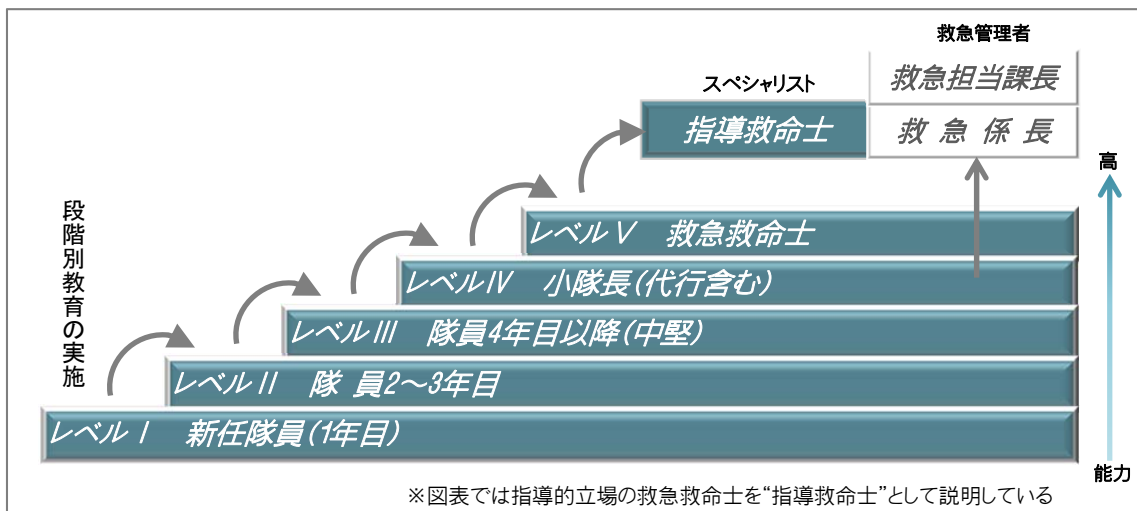 救急管理者
救急担当課長
スペシャリスト
指導救命士
救急係長
高
段階別教育の実施
レベルⅤ 救急救命士
レベルⅣ 小隊長(代行含む)
レベルⅢ 隊員4年目以降(中堅)
レベルⅡ 隊 員2~3年目
レベルⅠ 新任隊員(1年目)
能力
※図表では指導的立場の救急救命士を“指導救命士”として説明している